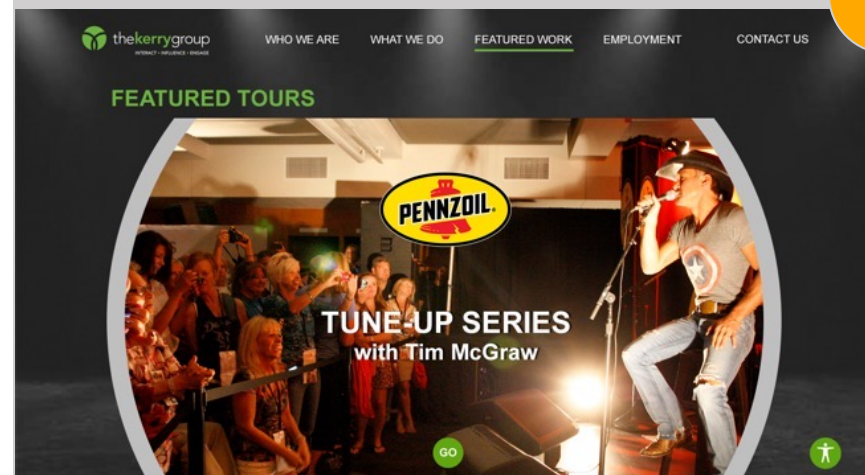 thekerrygroup
INTERACT • INFLUENCE • ENGAGE
WHO WE ARE
WHAT WE DO
FEATURED WORK
EMPLOYMENT
CONTACT US
FEATURED TOURS
PENNZOIL
TUNE-UP SERIES
with Tim McGraw
GO